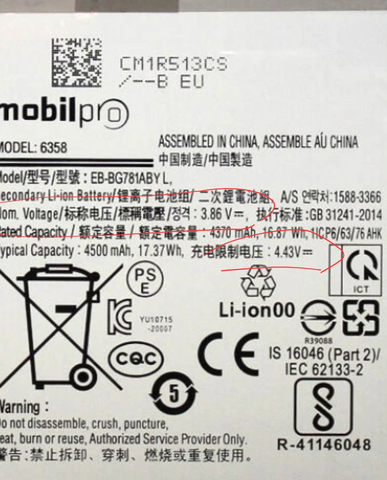 CM1R513CS
/--B EU
mobilpro
MODEL: 6358
ASSEMBLED IN CHINA, ASSEMBLE AU CHINA
中国制造/中國製造
Model/型号/型號: EB-BG781ABY L,
Secondary Li-ion Battery/锂离子电池组/二次鋰電池組, A/S 연락처:1588-3366
Nom. Voltage/标称电压/標稱電壓/정격: 3.86 V⎓, 执行标准:GB 31241-2014
Rated Capacity: / 额定容量 / 額定電容量: 4370 mAh, 16.87 Wh, 1ICP6/63/76 AHK
Typical Capacity: 4500 mAh, 17.37 Wh, 充电限制电压: 4.43V⎓
PS
E
ICT
YU10715
-20007
Li-ion00
R39088
CQC
CE
IS 16046 (Part 2)/
IEC 62133-2
5
R-41146048
Warning :
Do not disassemble, crush, puncture,
heat, burn or reuse, Authorized Service Provider Only.
警告: 禁止拆卸、穿刺、燃烧或重复使用。